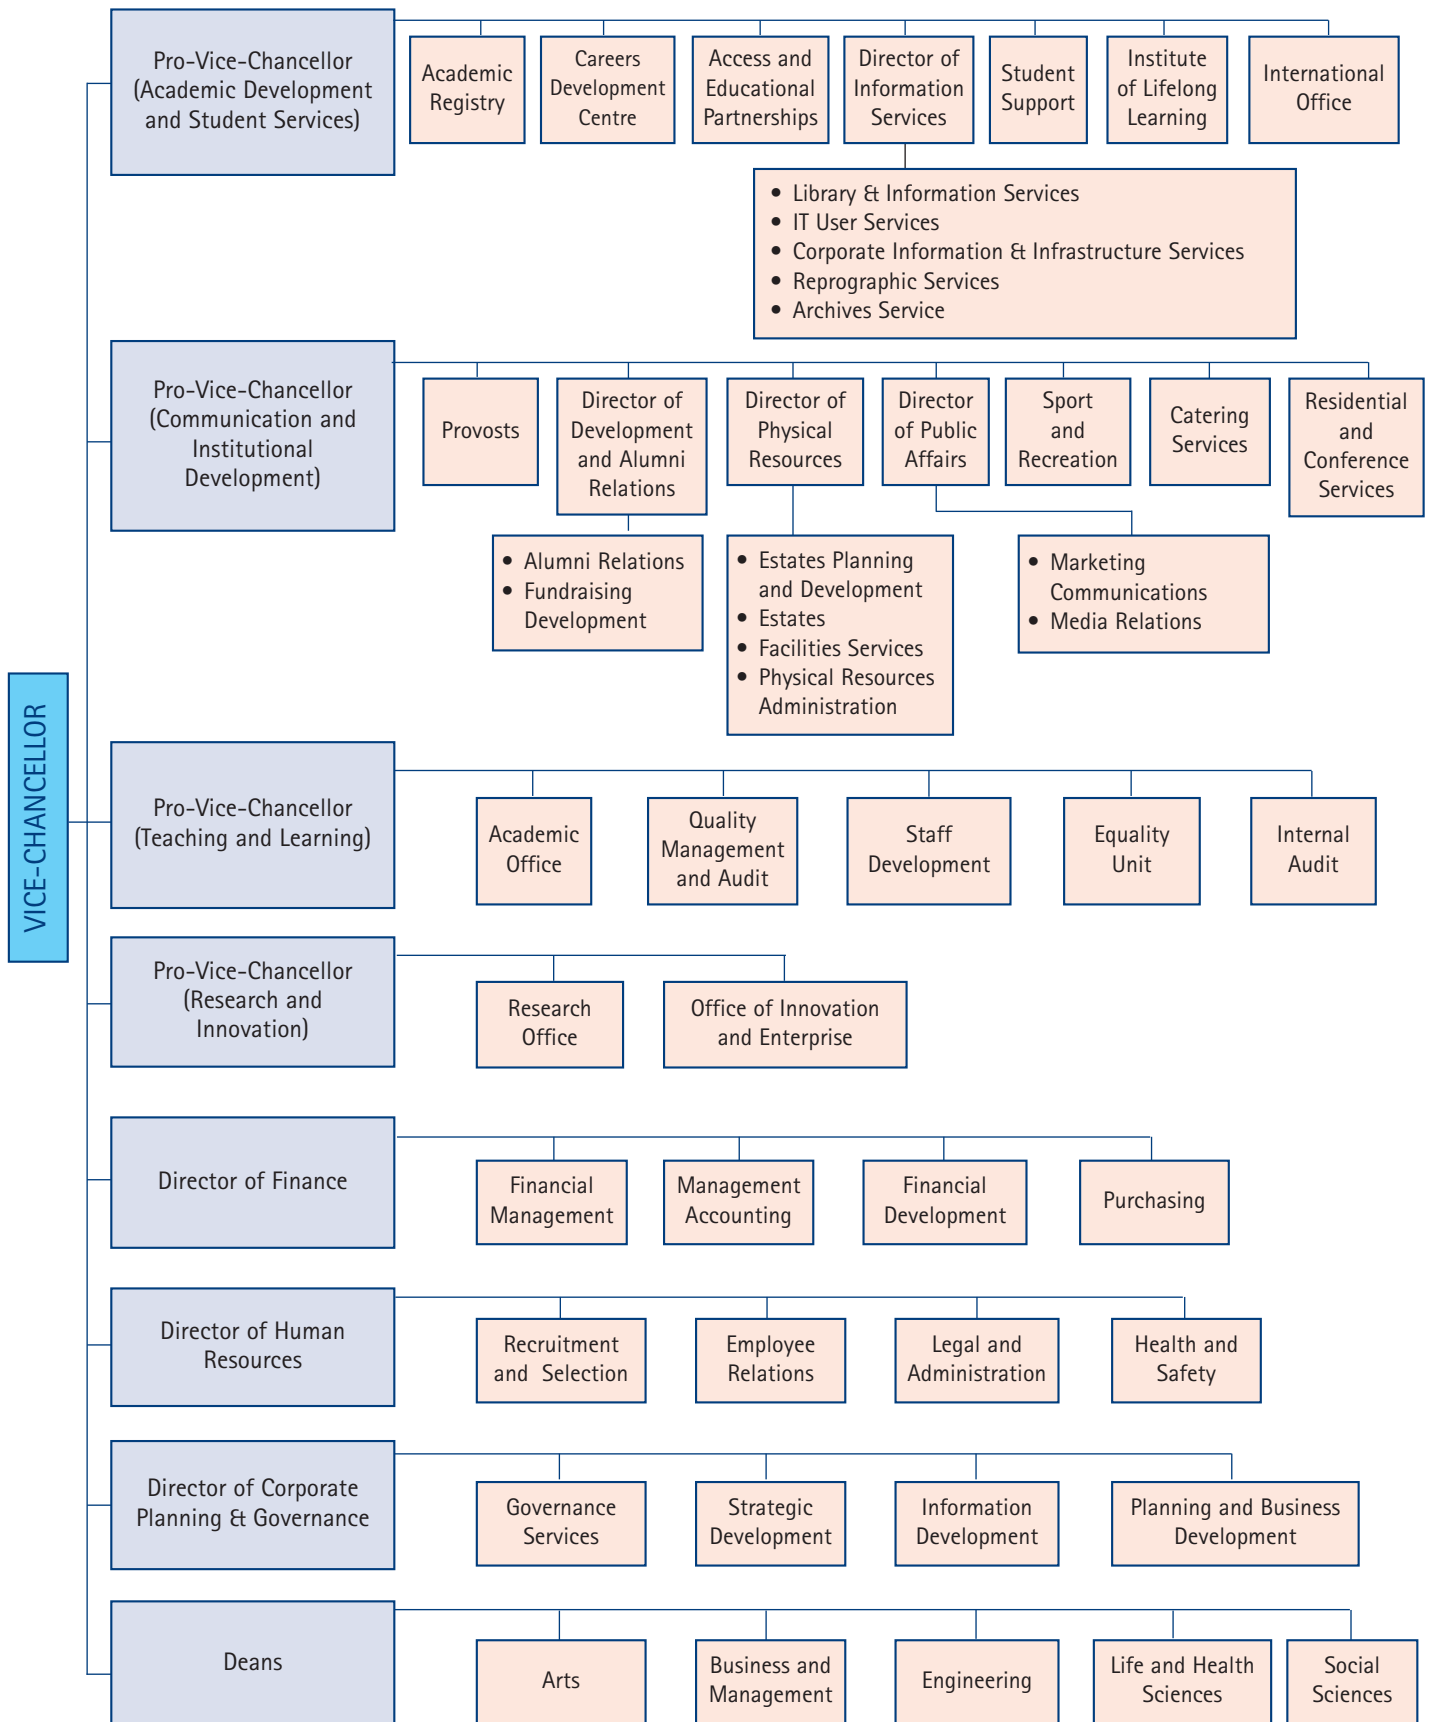 Pro-Vice-Chancellor
(Academic Development
and Student Services)
Academic
Registry
Careers
Development
Centre
Access and
Educational
Partnerships
Director of
Information
Services
Student
Support
Institute
of Lifelong
Learning
International
Office
• Library & Information Services
• IT User Services
• Corporate Information & Infrastructure Services
• Reprographic Services
• Archives Service
Pro-Vice-Chancellor
(Communication and
Institutional
Development)
Provosts
Director of
Development
and Alumni
Relations
Director of
Physical
Resources
Director
of Public
Affairs
Sport
and
Recreation
Catering
Services
Residential
and
Conference
Services
• Alumni Relations
• Fundraising
Development
• Estates Planning
and Development
• Estates
• Facilities Services
• Physical Resources
Administration
• Marketing
Communications
• Media Relations
VICE-CHANCELLOR
Pro-Vice-Chancellor
(Teaching and Learning)
Academic
Office
Quality
Management
and Audit
Staff
Development
Equality
Unit
Internal
Audit
Pro-Vice-Chancellor
(Research and
Innovation)
Research
Office
Office of Innovation
and Enterprise
Director of Finance
Financial
Management
Management
Accounting
Financial
Development
Purchasing
Director of Human
Resources
Recruitment
and Selection
Employee
Relations
Legal and
Administration
Health and
Safety
Director of Corporate
Planning & Governance
Governance
Services
Strategic
Development
Information
Development
Planning and Business
Development
Deans
Arts
Business and
Management
Engineering
Life and Health
Sciences
Social
Sciences